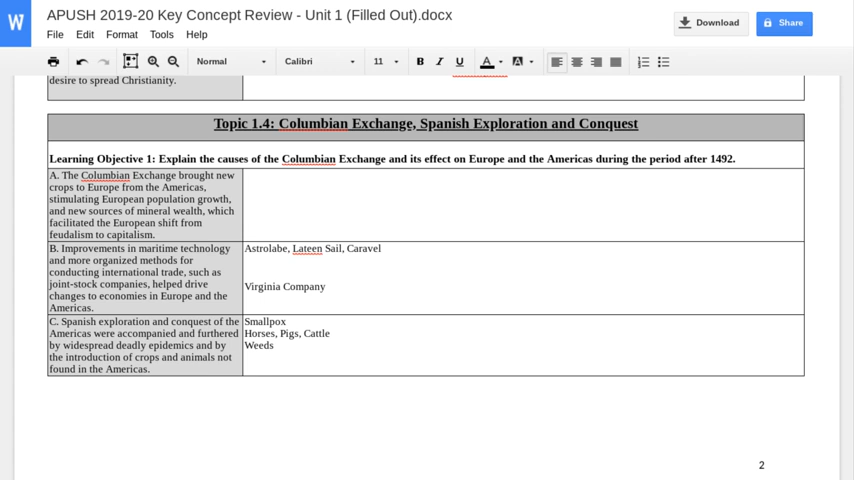 W
APUSH 2019-20 Key Concept Review - Unit 1 (Filled Out).docx
File Edit Format Tools Help
Download
Share
Normal
Calibri
11
B I U A A
desire to spread Christianity.
Topic 1.4: Columbian Exchange, Spanish Exploration and Conquest
Learning Objective 1: Explain the causes of the Columbian Exchange and its effect on Europe and the Americas during the period after 1492.
A. The Columbian Exchange brought new
crops to Europe from the Americas,
stimulating European population growth,
and new sources of mineral wealth, which
facilitated the European shift from
feudalism to capitalism.
B. Improvements in maritime technology
and more organized methods for
conducting international trade, such as
joint-stock companies, helped drive
changes to economies in Europe and the
Americas.
Astrolabe, Lateen Sail, Caravel
Virginia Company
C. Spanish exploration and conquest of the
Americas were accompanied and furthered
by widespread deadly epidemics and by
the introduction of crops and animals not
found in the Americas.
Smallpox
Horses, Pigs, Cattle
Weeds
2